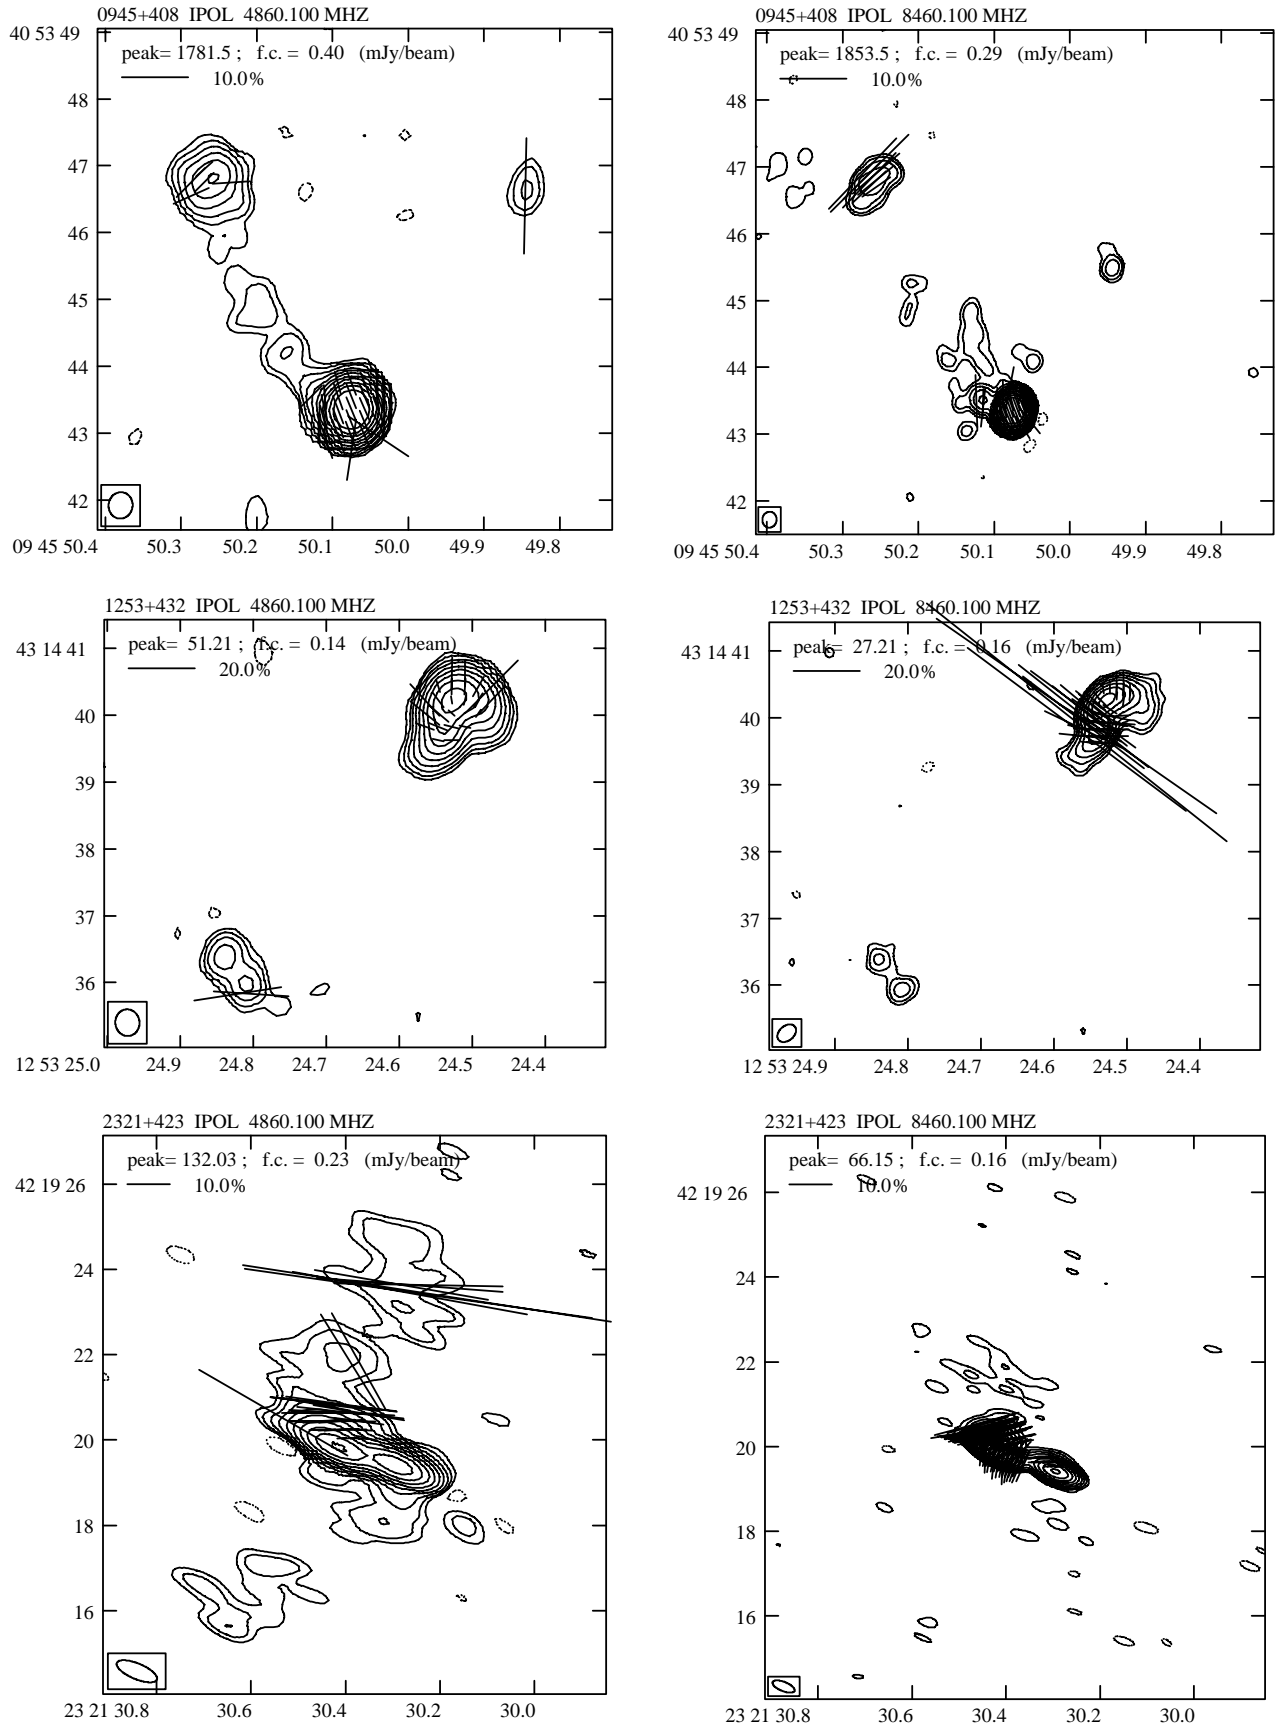 0945+408 IPOL 4860.100 MHZ
40 53 49
peak= 1781.5 ; f.c. = 0.40 (mJy/beam)
10.0%
48
47
46
45
44
43
42
09 45 50.4 50.3 50.2 50.1 50.0 49.9 49.8
0945+408 IPOL 8460.100 MHZ
40 53 49
peak= 1853.5 ; f.c. = 0.29 (mJy/beam)
10.0%
48
47
46
45
44
43
42
09 45 50.4 50.3 50.2 50.1 50.0 49.9 49.8
1253+432 IPOL 4860.100 MHZ
43 14 41
peak= 51.21 ; f.c. = 0.14 (mJy/beam)
20.0%
40
39
38
37
36
12 53 25.0 24.9 24.8 24.7 24.6 24.5 24.4
1253+432 IPOL 8460.100 MHZ
43 14 41
peak= 27.21 ; f.c. = 0.16 (mJy/beam)
20.0%
40
39
38
37
36
12 53 24.9 24.8 24.7 24.6 24.5 24.4
2321+423 IPOL 4860.100 MHZ
42 19 26
peak= 132.03 ; f.c. = 0.23 (mJy/beam)
10.0%
24
22
20
18
16
23 21 30.8 30.6 30.4 30.2 30.0
2321+423 IPOL 8460.100 MHZ
42 19 26
peak= 66.15 ; f.c. = 0.16 (mJy/beam)
10.0%
24
22
20
18
16
23 21 30.8 30.6 30.4 30.2 30.0